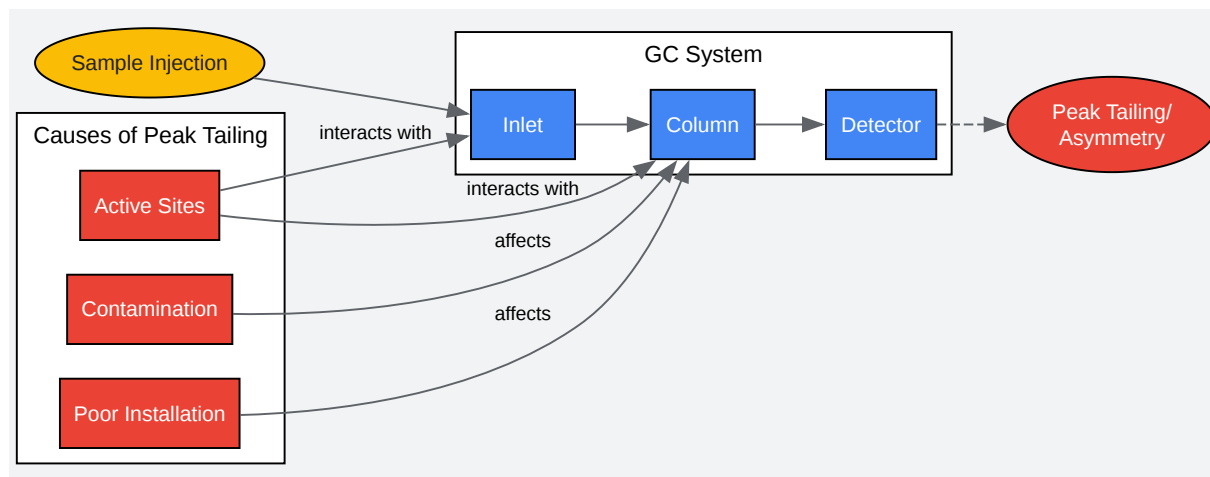 Sample Injection
GC System
Causes of Peak Tailing
interacts with
Inlet
Column
Detector
Peak Tailing/
Asymmetry
Active Sites
interacts with
affects
Contamination
affects
Poor Installation